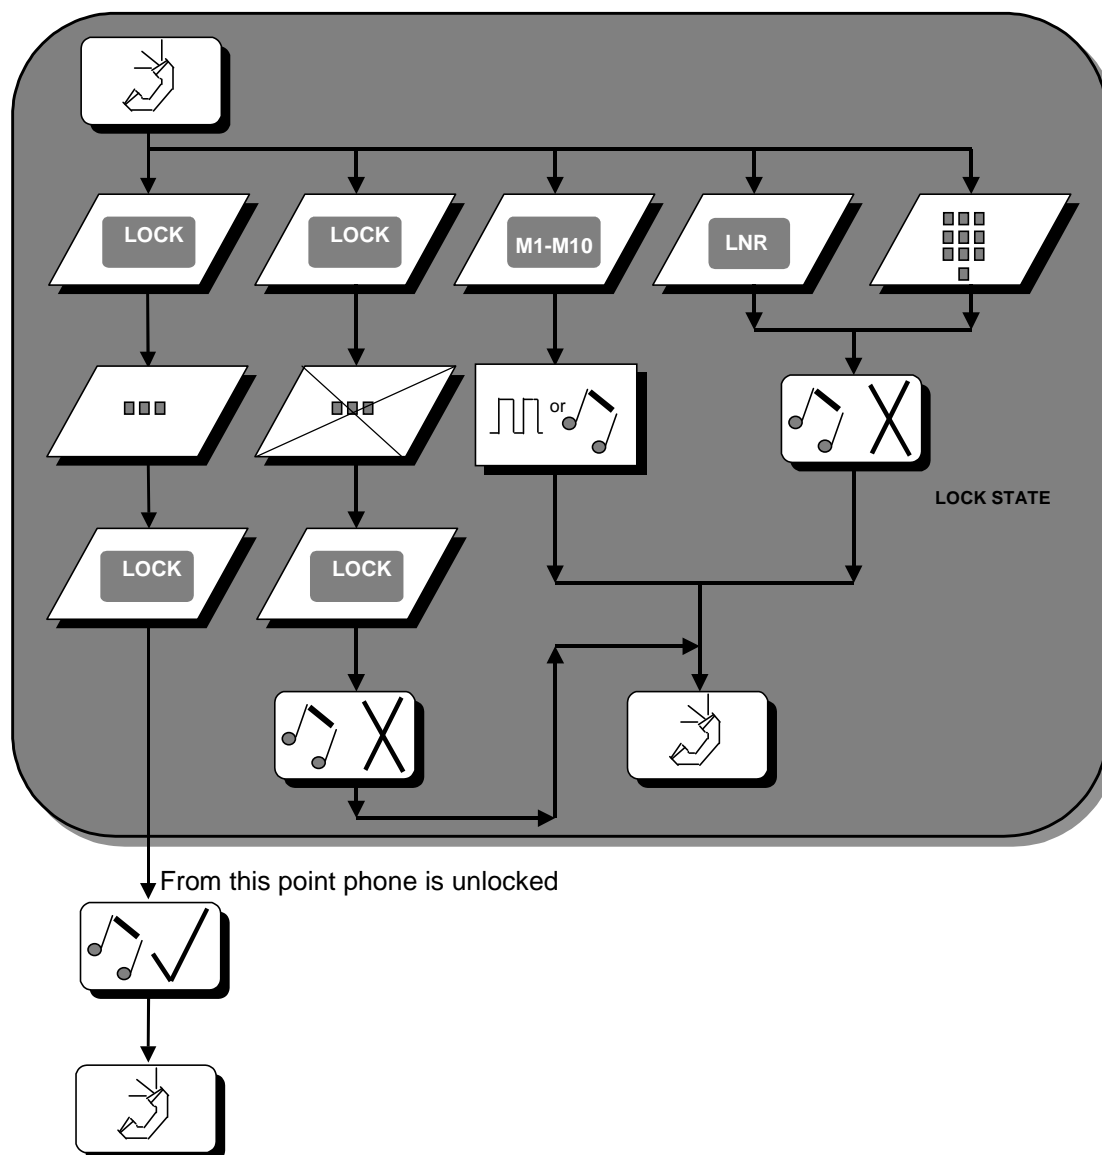 LOCK
LOCK
M1-M10
LNR
or
LOCK STATE
LOCK
LOCK
From this point phone is unlocked